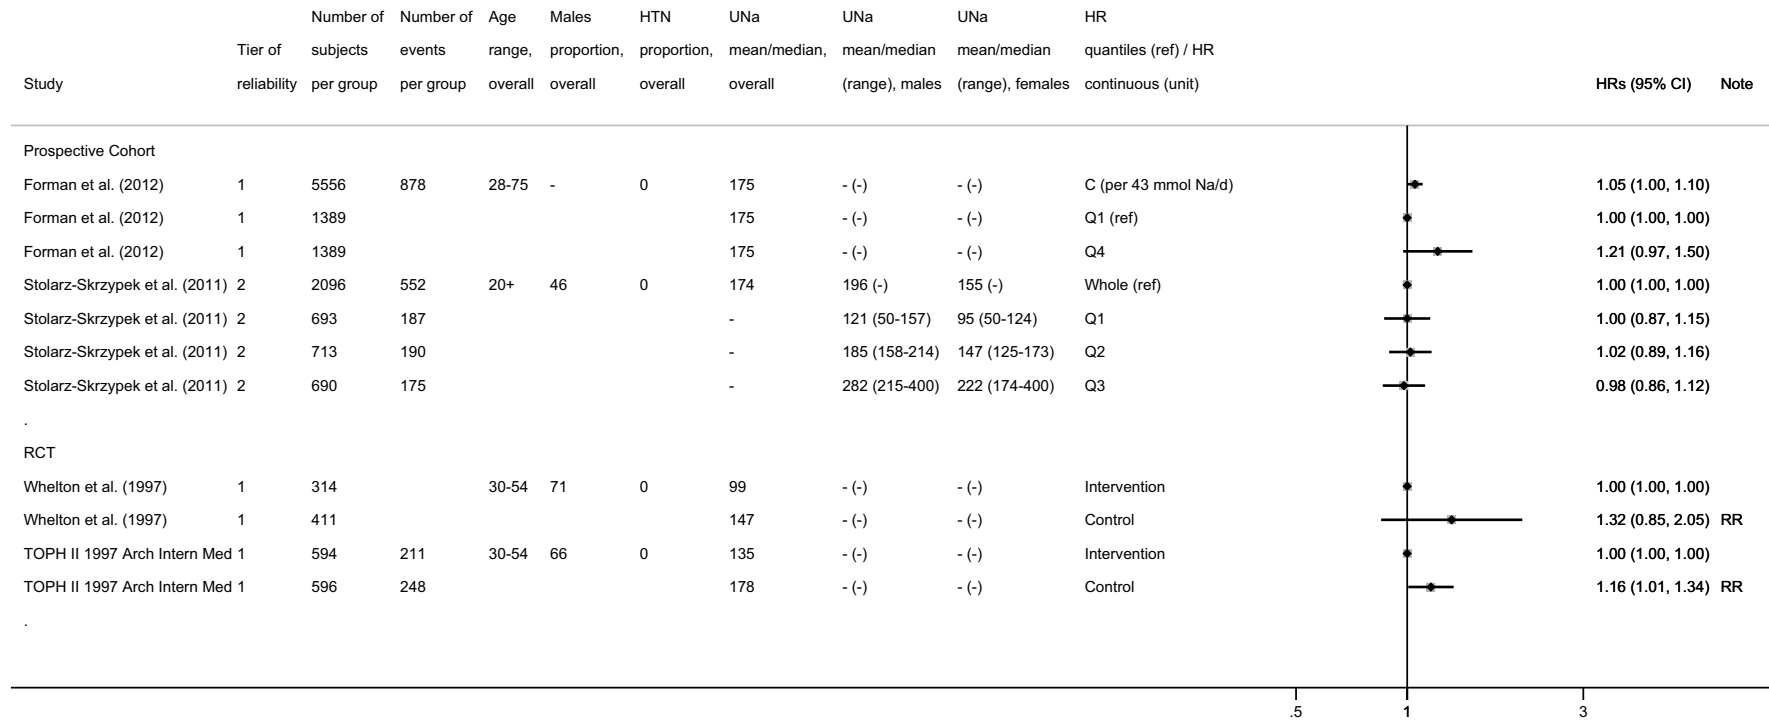 Number of Number of Age Males HTN UNa UNa UNa HR
Tier of subjects events range, proportion, proportion, mean/median, mean/median mean/median quantiles (ref) / HR
Study reliability per group per group overall overall overall overall (range), males (range), females continuous (unit) HRs (95% CI) Note
Prospective Cohort
Forman et al. (2012) 1 5556 878 28-75 - 0 175 - (-) - (-) C (per 43 mmol Na/d) 1.05 (1.00, 1.10)
Forman et al. (2012) 1 1389 175 - (-) - (-) Q1 (ref) 1.00 (1.00, 1.00)
Forman et al. (2012) 1 1389 175 - (-) - (-) Q4 1.21 (0.97, 1.50)
Stolarz-Skrzypek et al. (2011) 2 2096 552 20+ 46 0 174 196 (-) 155 (-) Whole (ref) 1.00 (1.00, 1.00)
Stolarz-Skrzypek et al. (2011) 2 693 187 - 121 (50-157) 95 (50-124) Q1 1.00 (0.87, 1.15)
Stolarz-Skrzypek et al. (2011) 2 713 190 - 185 (158-214) 147 (125-173) Q2 1.02 (0.89, 1.16)
Stolarz-Skrzypek et al. (2011) 2 690 175 - 282 (215-400) 222 (174-400) Q3 0.98 (0.86, 1.12)
.
RCT
Whelton et al. (1997) 1 314 30-54 71 0 99 - (-) - (-) Intervention 1.00 (1.00, 1.00)
Whelton et al. (1997) 1 411 147 - (-) - (-) Control 1.32 (0.85, 2.05) RR
TOPH II 1997 Arch Intern Med 1 594 211 30-54 66 0 135 - (-) - (-) Intervention 1.00 (1.00, 1.00)
TOPH II 1997 Arch Intern Med 1 596 248 178 - (-) - (-) Control 1.16 (1.01, 1.34) RR
.
.5 1 3